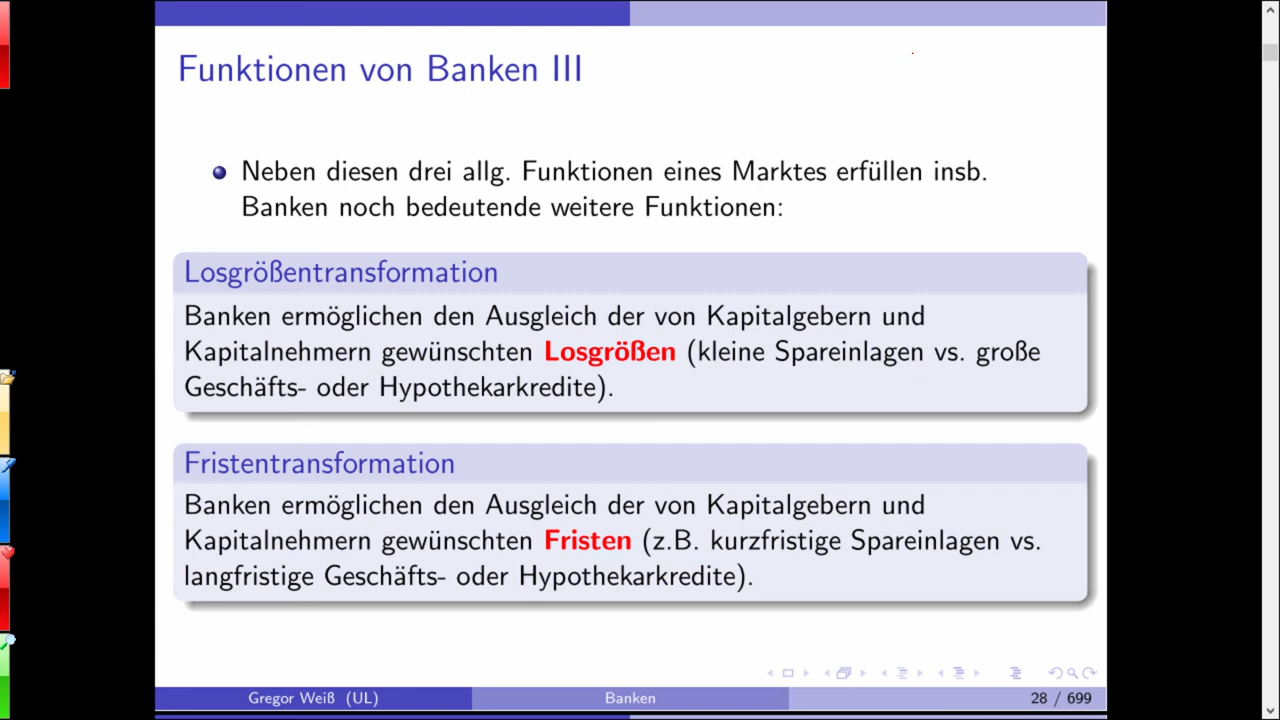 Funktionen von Banken III
Neben diesen drei allg. Funktionen eines Marktes erfüllen insb.
Banken noch bedeutende weitere Funktionen:
Losgrößentransformation
Banken ermöglichen den Ausgleich der von Kapitalgebern und
Kapitalnehmern gewünschten Losgrößen (kleine Spareinlagen vs. große
Geschäfts- oder Hypothekarkredite).
Fristentransformation
Banken ermöglichen den Ausgleich der von Kapitalgebern und
Kapitalnehmern gewünschten Fristen (z.B. kurzfristige Spareinlagen vs.
langfristige Geschäfts- oder Hypothekarkredite).
Gregor Weiß (UL) Banken 28 / 699